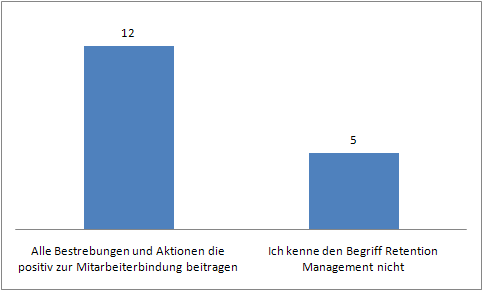 12
5
Alle Bestrebungen und Aktionen die
positiv zur Mitarbeiterbindung beitragen
Ich kenne den Begriff Retention
Management nicht